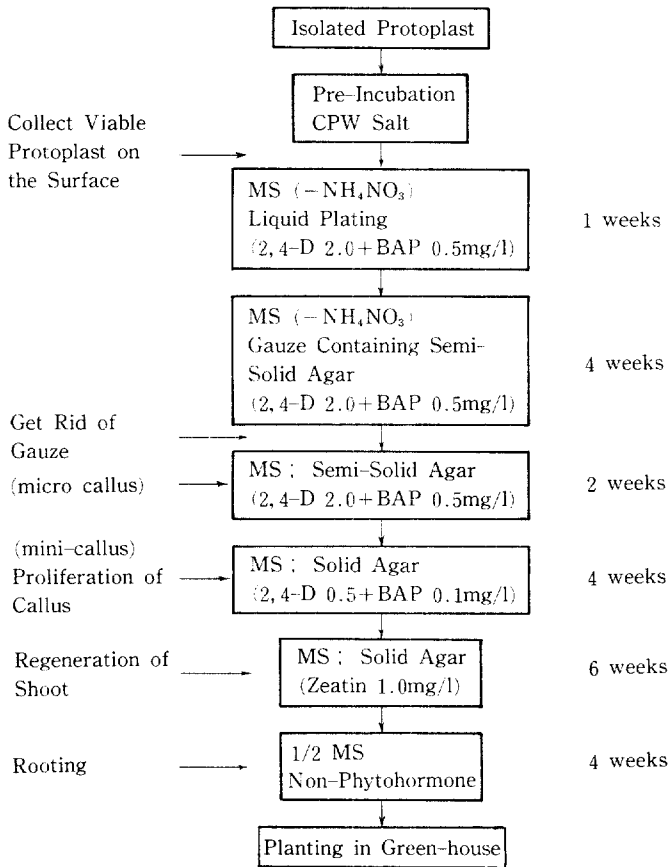 Isolated Protoplast
Pre-Incubation
CPW Salt
Collect Viable
Protoplast on
the Surface
MS (−NH₄NO₃)
Liquid Plating
(2, 4-D 2.0+BAP 0.5mg/l)
1 weeks
MS (−NH₄NO₃)
Gauze Containing Semi-
Solid Agar
(2, 4-D 2.0+BAP 0.5mg/l)
4 weeks
Get Rid of
Gauze
(micro callus)
MS ; Semi-Solid Agar
(2, 4-D 2.0+BAP 0.5mg/l)
2 weeks
(mini-callus)
Proliferation of
Callus
MS ; Solid Agar
(2, 4-D 0.5+BAP 0.1mg/l)
4 weeks
Regeneration of
Shoot
MS ; Solid Agar
(Zeatin 1.0mg/l)
6 weeks
Rooting
1/2 MS
Non-Phytohormone
4 weeks
Planting in Green-house